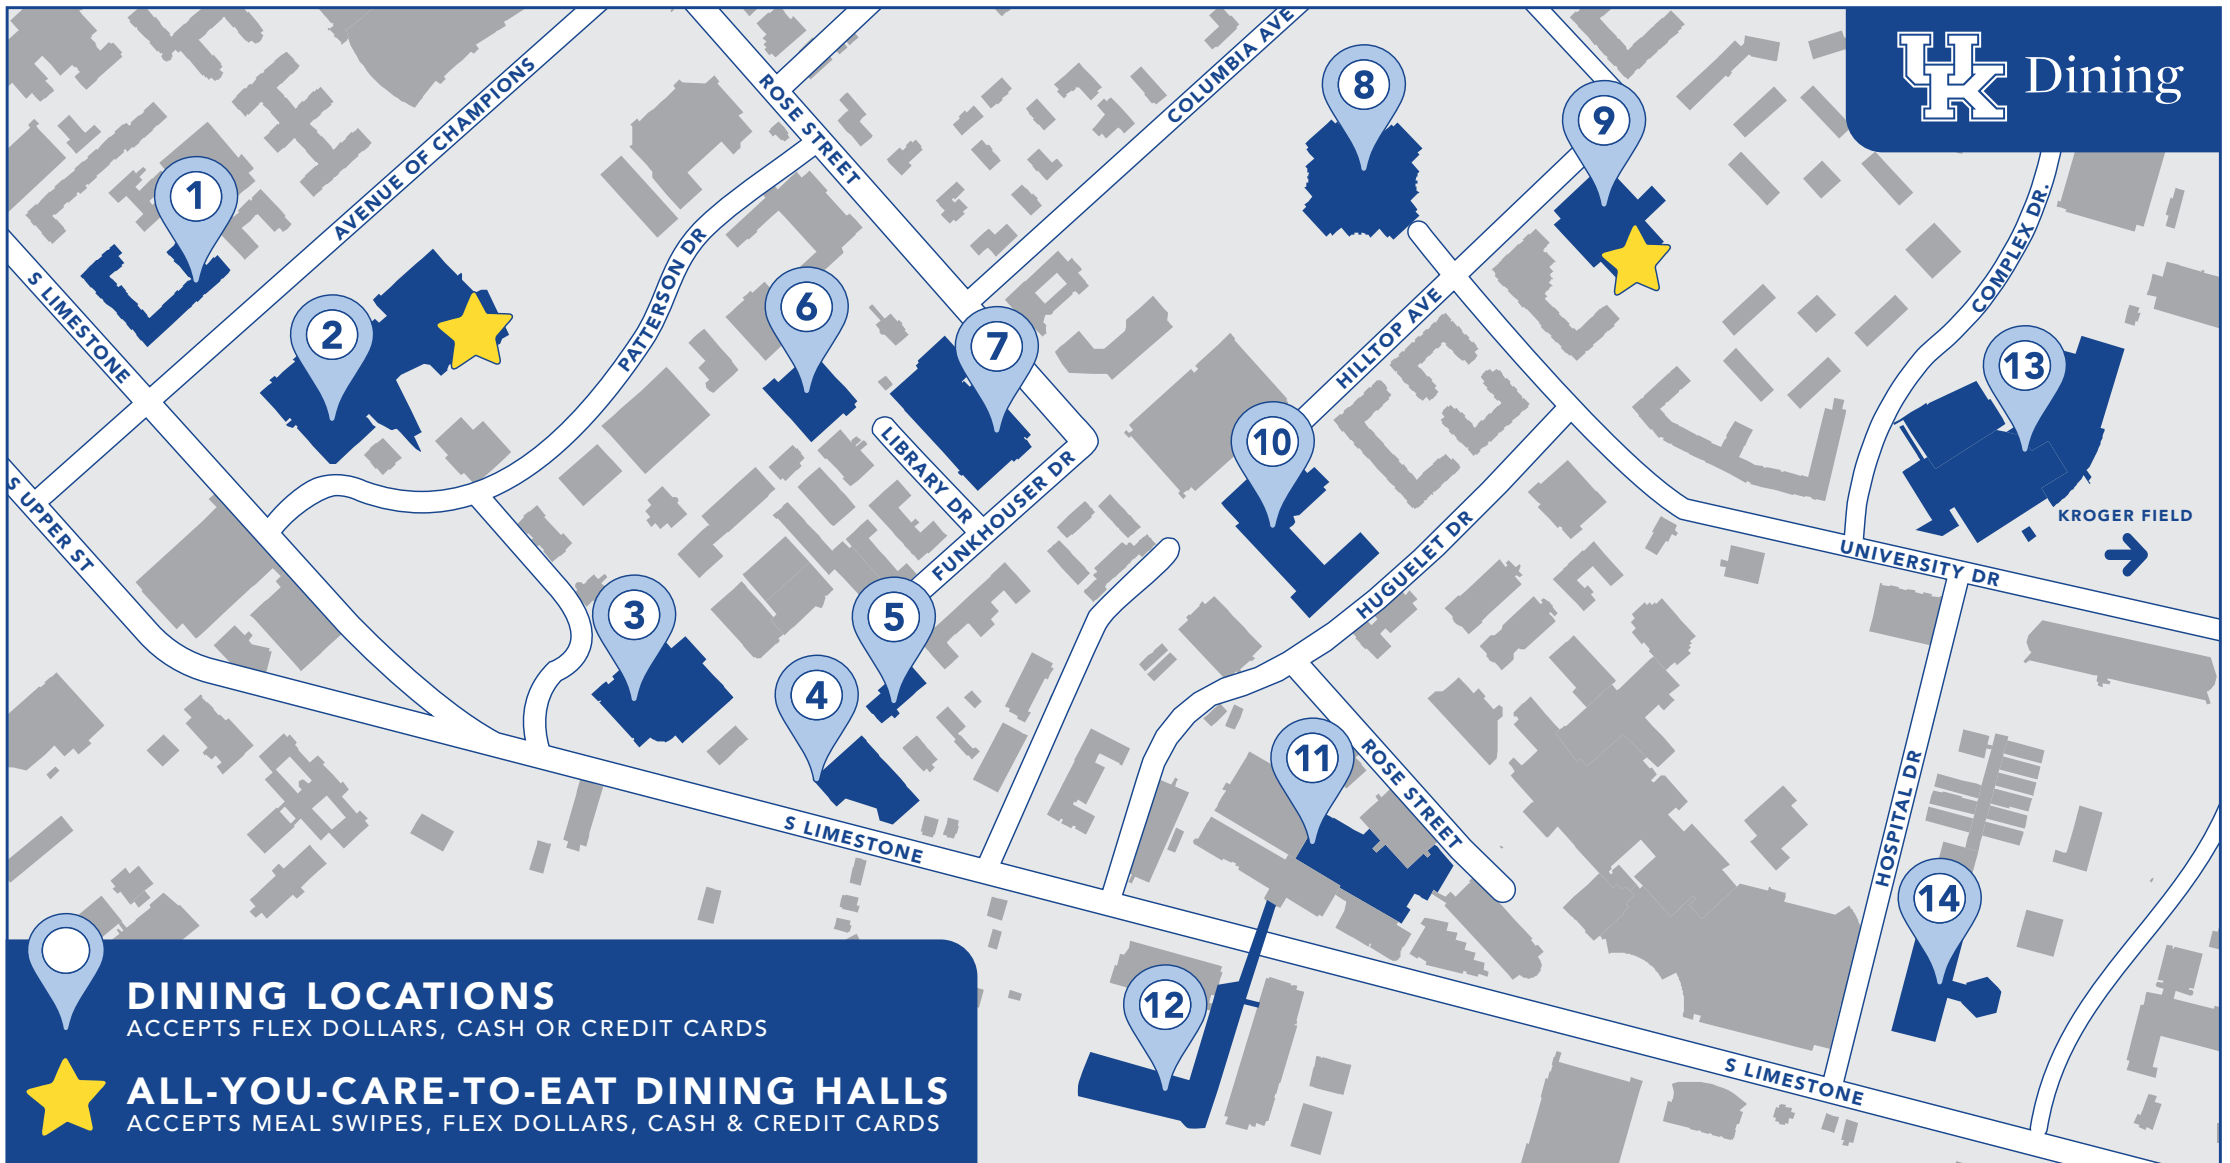 UK Dining
AVENUE OF CHAMPIONS
ROSE STREET
COLUMBIA AVE
8
9
1
COMPLEX DR.
S LIMESTONE
PATTERSON DR
2
6
7
HILLTOP AVE
13
10
LIBRARY DR
FUNKHOUSER DR
S UPPER ST
HUGUELET DR
KROGER FIELD
UNIVERSITY DR
3
5
4
11
ROSE STREET
HOSPITAL DR
S LIMESTONE
14
12
S LIMESTONE
DINING LOCATIONS
ACCEPTS FLEX DOLLARS, CASH OR CREDIT CARDS
ALL-YOU-CARE-TO-EAT DINING HALLS
ACCEPTS MEAL SWIPES, FLEX DOLLARS, CASH & CREDIT CARDS